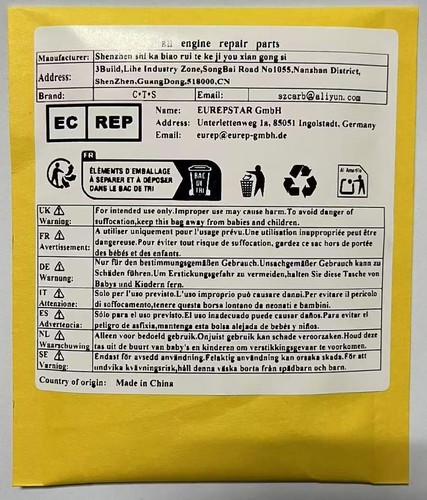 engine repair parts
Manufacturer: Shenzhen shi ka biao rui te ke ji you xian gong si
Address: 3Build,Lihe Industry Zone,SongBai Road No1055,Nanshan District,
ShenZhen,GuangDong,518000,CN
Brand: C·T·S Email: szcarb@aliyun.com
EC REP
Name: EUREPSTAR GmbH
Address: Unterlettenweg 1a, 85051 Ingolstadt, Germany
Email: eurep@eurep-gmbh.de
FR
ÉLÉMENTS D'EMBALLAGE
À SÉPARER ET À DÉPOSER
DANS LE BAC DE TRI
BAC
DE
TRI
Al Amarillo
UK Warning: For intended use only.Improper use may cause harm.To avoid danger of
suffocation,keep this bag away from babies and children.
FR Avertissement: A utiliser uniquement pour l'usage prévu.Une utilisation inappropriée peut être
dangereuse.Pour éviter tout risque de suffocation, gardez ce sac hors de portée
des bébés et des enfants.
DE Warnung: Nur für den bestimmungsgemäßen Gebrauch.Unsachgemäßer Gebrauch kann zu
Schäden führen.Um Erstickungsgefahr zu vermeiden,halten Sie diese Tasche von
Babys und Kindern fern.
IT Attenzione: Solo per l'uso previsto.L'uso improprio può causare danni.Per evitare il pericolo
di soffocamento,tenere questa borsa lontano da neonati e bambini.
ES Advertencia: Sólo para el uso previsto.El uso inadecuado puede causar daños.Para evitar el
peligro de asfixia,mantenga esta bolsa alejada de bebés y niños.
NL Waarschuwing Alleen voor bedoeld gebruik.Onjuist gebruik kan schade veroorzaken.Houd deze
tas uit de buurt van baby's en kinderen om verstikkingsgevaar te voorkomen.
SE Varning: Endast för avsedd användning.Felaktig användning kan orsaka skada.För att
undvika kvävningsrisk,håll denna väska borta från spädbarn och barn.
Country of origin: Made in China